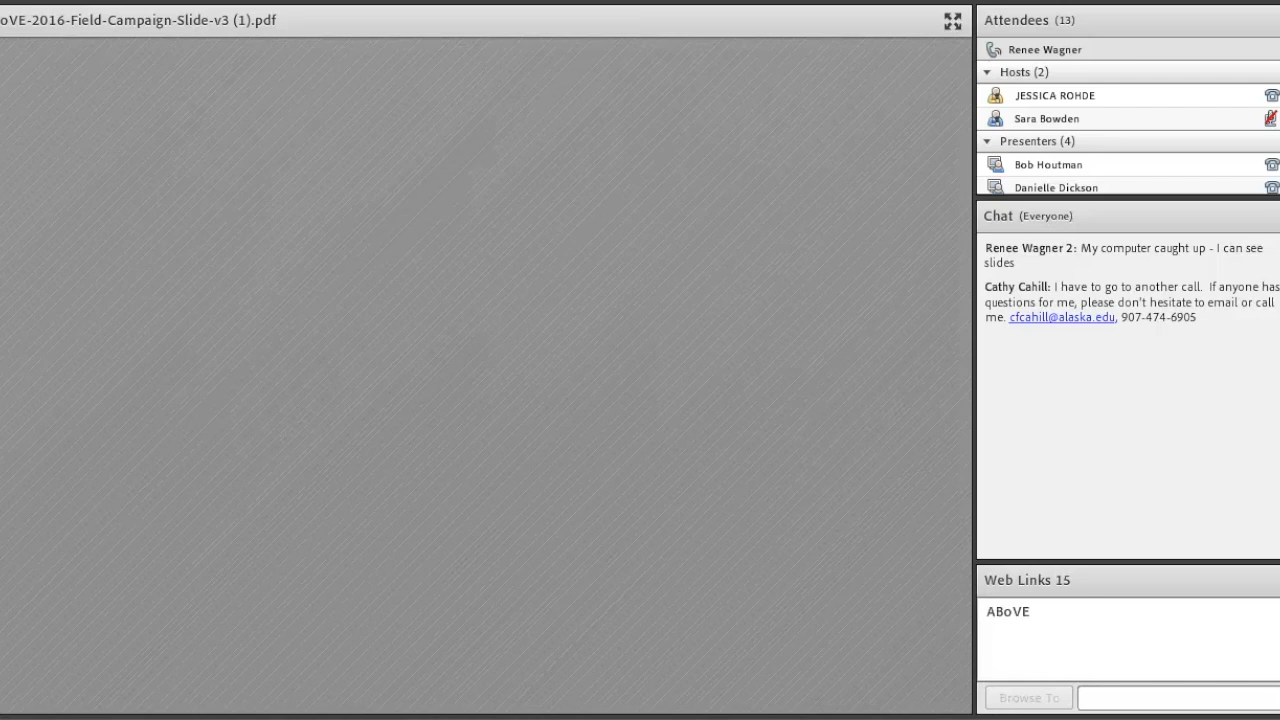 oVE-2016-Field-Campaign-Slide-v3 (1).pdf
Attendees (13)
Renee Wagner
Hosts (2)
JESSICA ROHDE
Sara Bowden
Presenters (4)
Bob Houtman
Danielle Dickson
Chat (Everyone)
Renee Wagner 2: My computer caught up - I can see
slides
Cathy Cahill: I have to go to another call. If anyone has
questions for me, please don't hesitate to email or call
me. cfcahill@alaska.edu, 907-474-6905
Web Links 15
ABoVE
Browse To